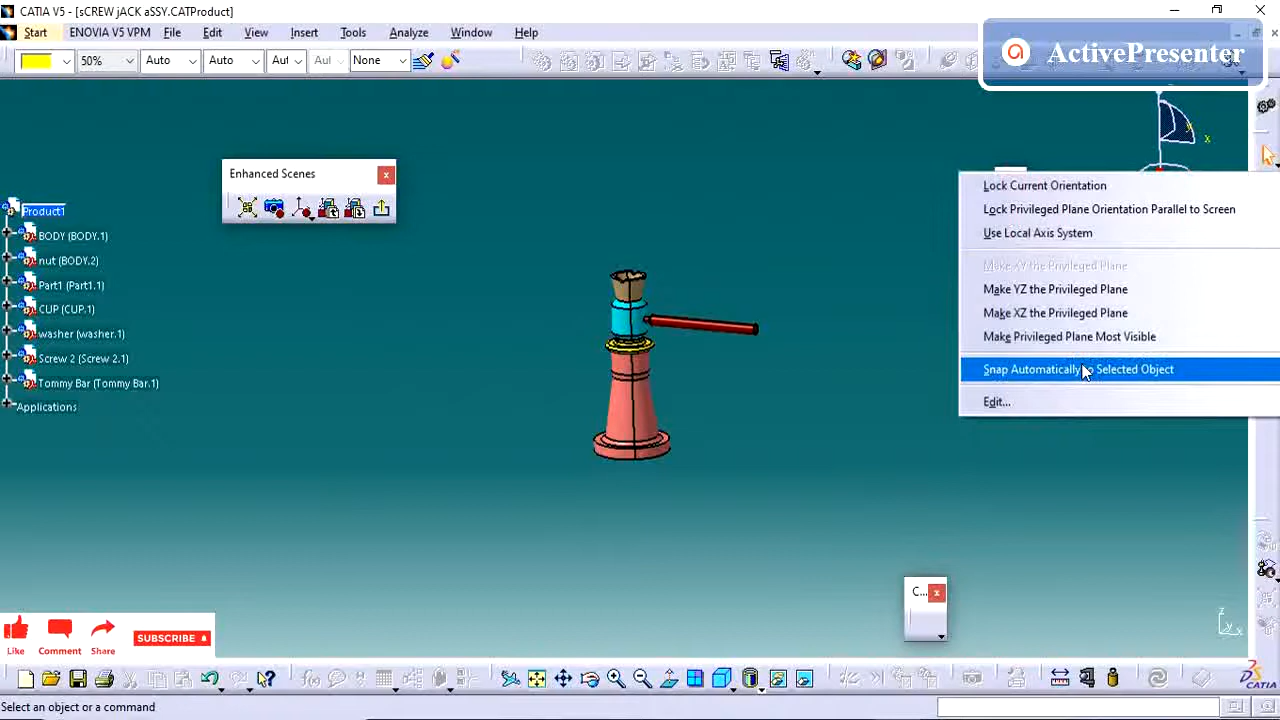 CATIA V5 - [sCREW jACK aSSY.CATProduct]
Start ENOVIA V5 VPM File Edit View Insert Tools Analyze Window Help
ActivePresenter
50% Auto Auto Aut Aut None
x
Enhanced Scenes
Product1
BODY (BODY.1)
nut (BODY.2)
Part1 (Part1.1)
CUP (CUP.1)
washer (washer.1)
Screw 2 (Screw 2.1)
Tommy Bar (Tommy Bar.1)
Applications
Lock Current Orientation
Lock Privileged Plane Orientation Parallel to Screen
Use Local Axis System
Make XY the Privileged Plane
Make YZ the Privileged Plane
Make XZ the Privileged Plane
Make Privileged Plane Most Visible
Snap Automatically to Selected Object
Edit...
C...
Like Comment Share SUBSCRIBE
z
y x
CATIA
Select an object or a command